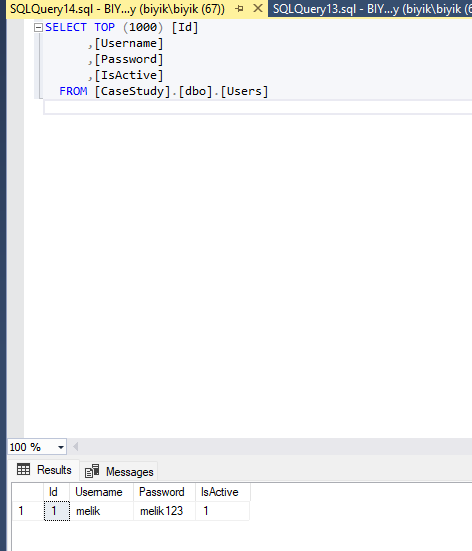 SQLQuery14.sql - BIY...y (biyik\biyik (67)) SQLQuery13.sql - BIY...y (biyik\biyik (6
SELECT TOP (1000) [Id]
,[Username]
,[Password]
,[IsActive]
FROM [CaseStudy].[dbo].[Users]
100 %
Results Messages
Id Username Password IsActive
1 1 melik melik123 1